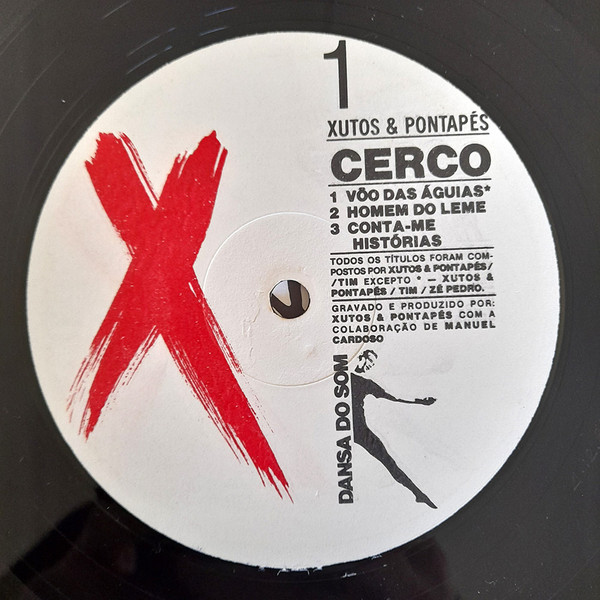 1
XUTOS & PONTAPÉS
CERCO
1 VÔO DAS ÁGUIAS*
2 HOMEM DO LEME
3 CONTA-ME
HISTÓRIAS
TODOS OS TÍTULOS FORAM COM-
POSTOS POR XUTOS & PONTAPÉS/
/TIM EXCEPTO * — XUTOS &
PONTAPÉS / TIM / ZÉ PEDRO.
GRAVADO E PRODUZIDO POR:
XUTOS & PONTAPÉS COM A
COLABORAÇÃO DE MANUEL
CARDOSO
DANSA DO SOM
X